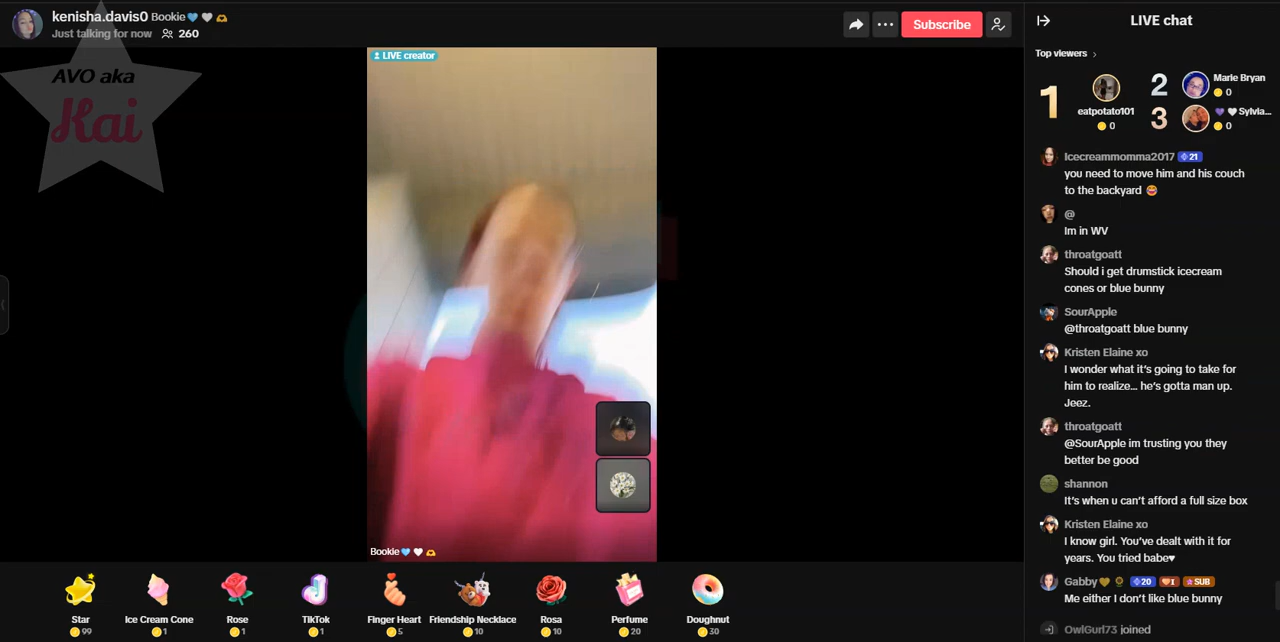 kenisha.davis0 Bookie🩵🤍🫶
Just talking for now 260
AVO aka
Kai
Subscribe
LIVE creator
Bookie🩵🤍🫶
Star
99
Ice Cream Cone
1
Rose
1
TikTok
1
Finger Heart
5
Friendship Necklace
10
Rosa
10
Perfume
20
Doughnut
30
LIVE chat
Top viewers
1
eatpotato101
0
2
Marie Bryan
0
3
💜🤍Sylvia...
0
Icecreammomma2017 21
you need to move him and his couch
to the backyard 😂
@
Im in WV
throatgoatt
Should i get drumstick icecream
cones or blue bunny
SourApple
@throatgoatt blue bunny
Kristen Elaine xo
I wonder what it's going to take for
him to realize... he's gotta man up.
Jeez.
throatgoatt
@SourApple im trusting you they
better be good
shannon
It's when u can't afford a full size box
Kristen Elaine xo
I know girl. You've dealt with it for
years. You tried babe♥
Gabby💛🌻 20 I SUB
Me either I don't like blue bunny
OwlGurl73 joined